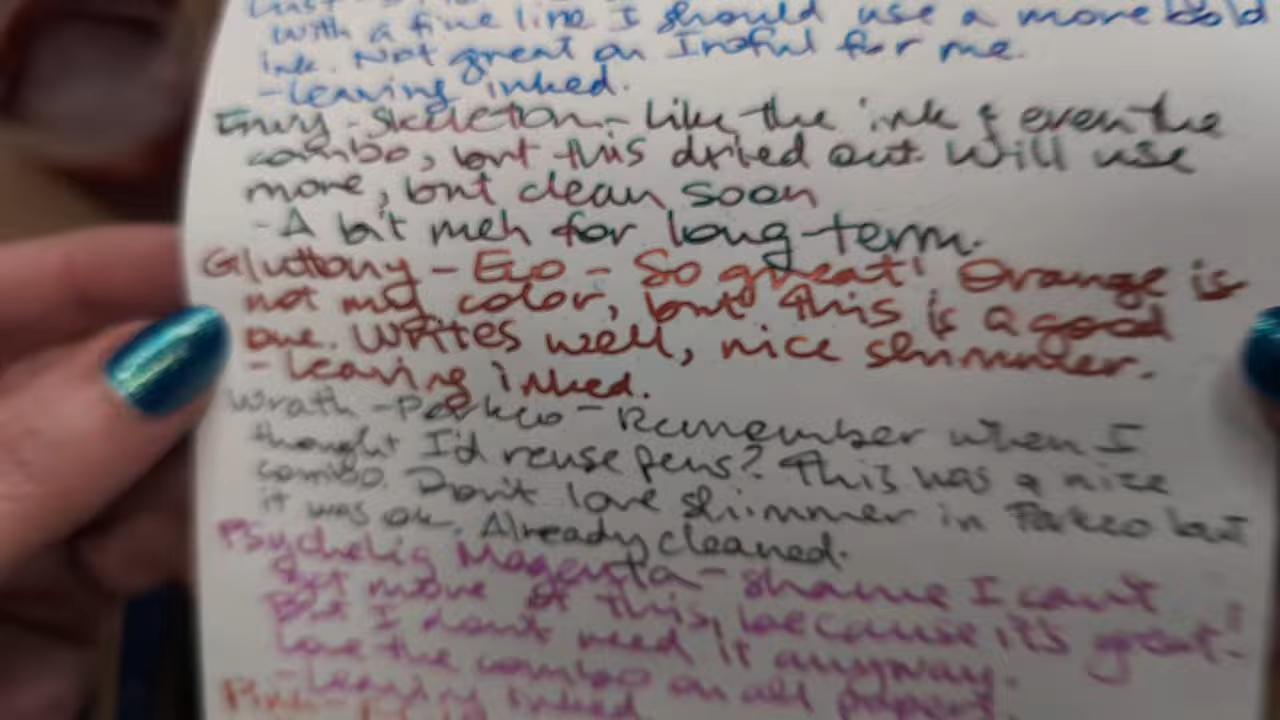 with a fine line I should use a more bold
ink. Not great on Iroful for me.
-leaving inked.
Envy - Skeleton - Like the ink & even the
combo, but this dried out. Will use
more, but clean soon
- A bit meh for long-term.
Gluttony - Eco - So great! Orange is
not my color, but this is a good
one. Writes well, nice shimmer.
- Leaving inked.
Wrath - Perkeo - Remember when I
thought I'd reuse pens? This was a nice
combo. Don't love shimmer in Perkeo but
it was ok. Already cleaned.
Magenta - shame I can't
get more of this, because it's great!
But I don't need it anyway.
Love the combo on all papers.
- Leaving inked.
Pink -